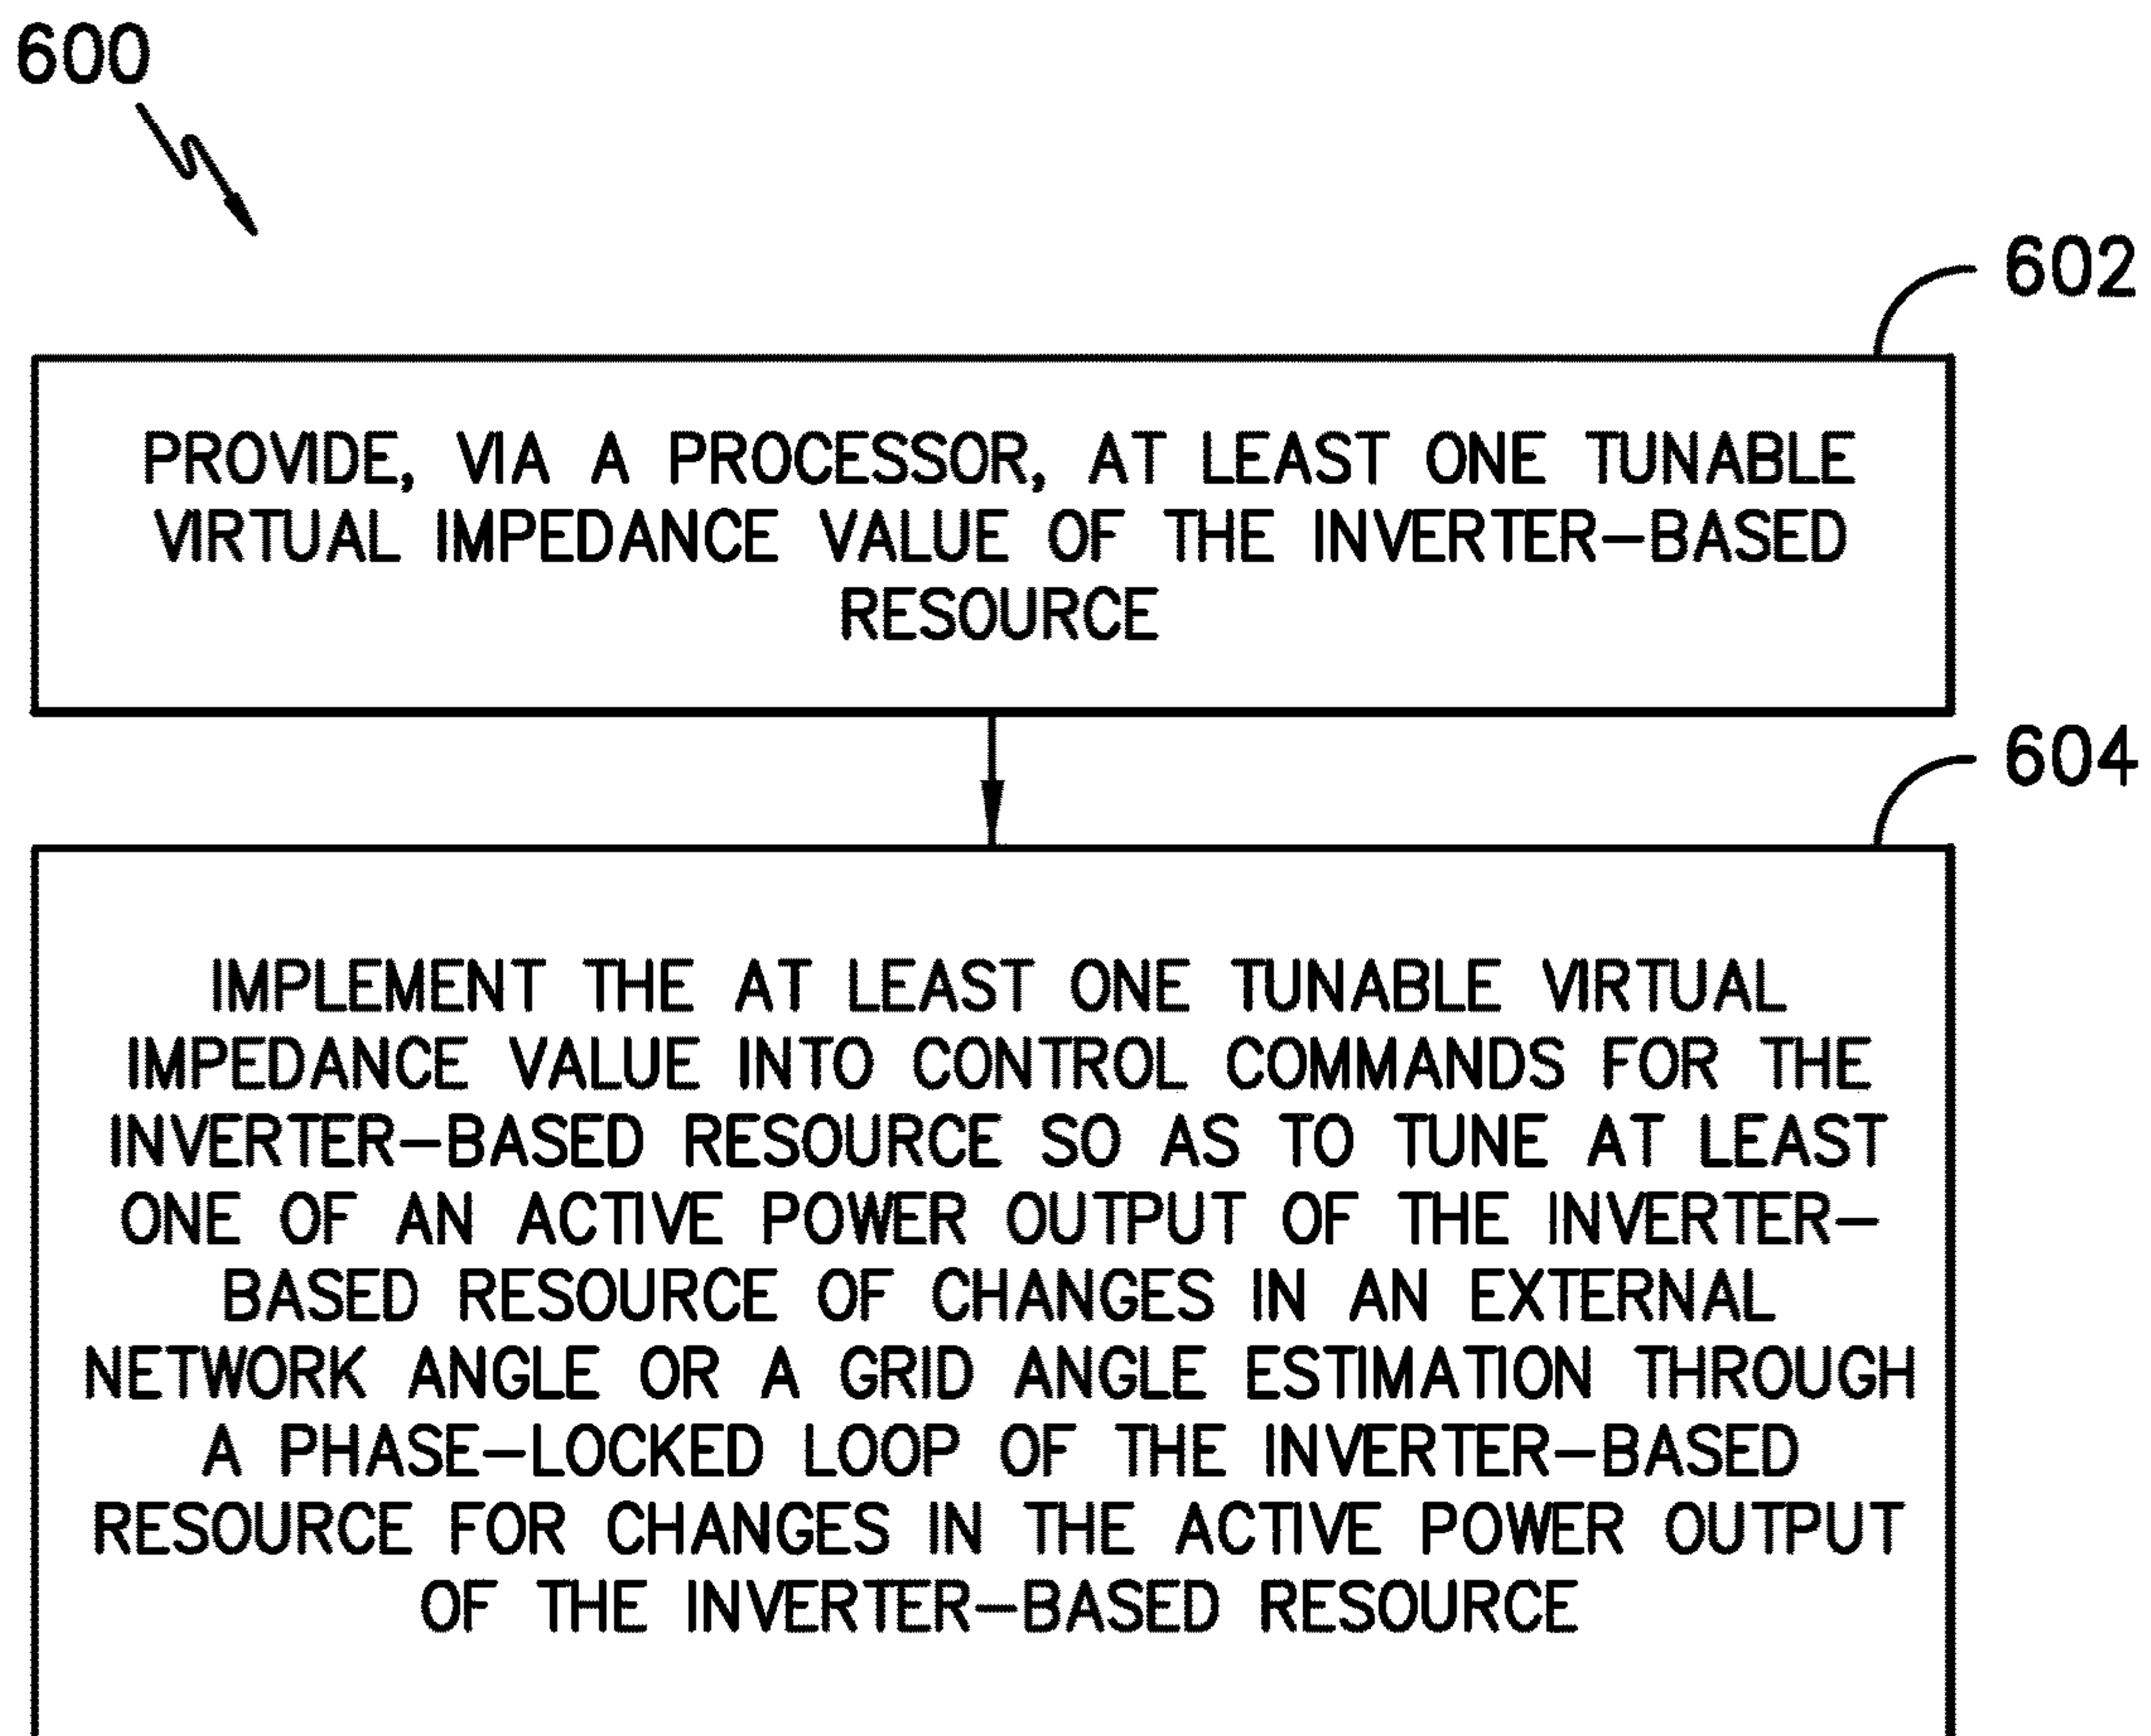 600
602
PROVIDE, VIA A PROCESSOR, AT LEAST ONE TUNABLE
VIRTUAL IMPEDANCE VALUE OF THE INVERTER-BASED
RESOURCE
604
IMPLEMENT THE AT LEAST ONE TUNABLE VIRTUAL
IMPEDANCE VALUE INTO CONTROL COMMANDS FOR THE
INVERTER-BASED RESOURCE SO AS TO TUNE AT LEAST
ONE OF AN ACTIVE POWER OUTPUT OF THE INVERTER-
BASED RESOURCE OF CHANGES IN AN EXTERNAL
NETWORK ANGLE OR A GRID ANGLE ESTIMATION THROUGH
A PHASE-LOCKED LOOP OF THE INVERTER-BASED
RESOURCE FOR CHANGES IN THE ACTIVE POWER OUTPUT
OF THE INVERTER-BASED RESOURCE